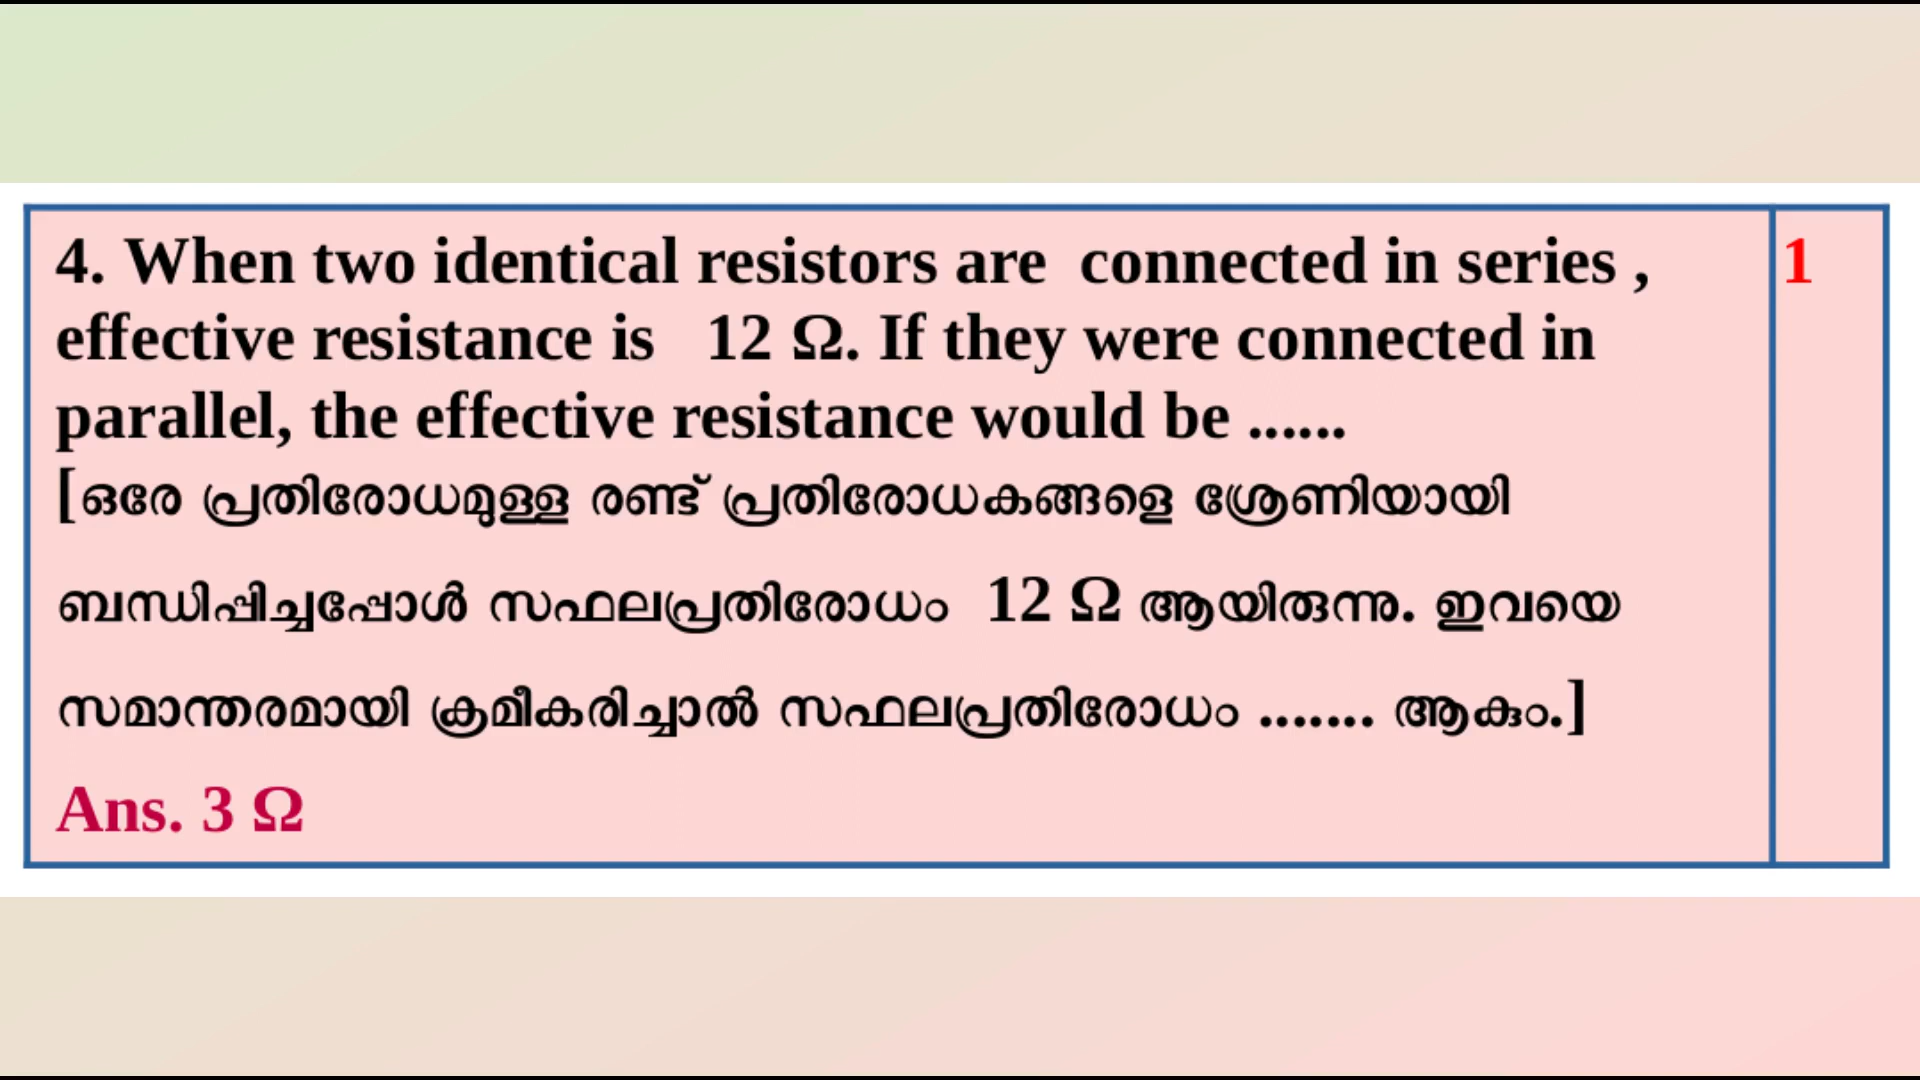 4. When two identical resistors are connected in series ,
effective resistance is 12 Ω. If they were connected in
parallel, the effective resistance would be ......
[ഒരേ പ്രതിരോധമുള്ള രണ്ട് പ്രതിരോധകങ്ങളെ ശ്രേണിയായി
ബന്ധിപ്പിച്ചപ്പോൾ സഫലപ്രതിരോധം 12 Ω ആയിരുന്നു. ഇവയെ
സമാന്തരമായി ക്രമീകരിച്ചാൽ സഫലപ്രതിരോധം ....... ആകും.]
Ans. 3 Ω
1